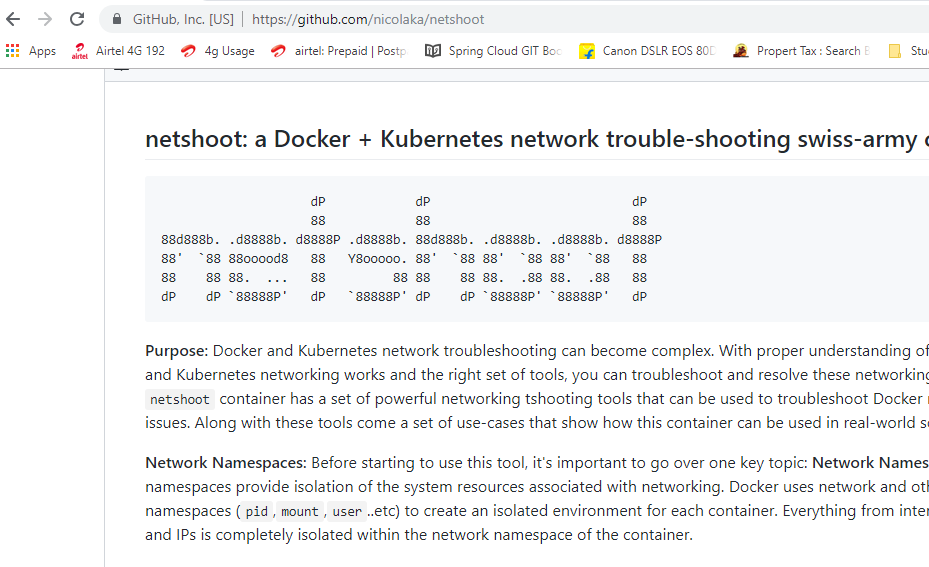 GitHub, Inc. [US] | https://github.com/nicolaka/netshoot
Apps airtel Airtel 4G 192 4g Usage airtel: Prepaid | Postp Spring Cloud GIT Boc Canon DSLR EOS 80D Propert Tax : Search Stu
netshoot: a Docker + Kubernetes network trouble-shooting swiss-army
                    dP            dP                           dP
                    88            88                           88
88d888b. .d8888b. d8888P .d8888b. 88d888b. .d8888b. .d8888b. d8888P
88' `88 88ooood8   88   Y8ooooo. 88' `88 88' `88 88' `88   88
88    88 88.  ...   88         88 88    88 88.  .88 88.  .88   88
dP    dP `88888P'   dP   `88888P' dP    dP `88888P' `88888P'   dP
Purpose: Docker and Kubernetes network troubleshooting can become complex. With proper understanding of
and Kubernetes networking works and the right set of tools, you can troubleshoot and resolve these networking
netshoot container has a set of powerful networking tshooting tools that can be used to troubleshoot Docker
issues. Along with these tools come a set of use-cases that show how this container can be used in real-world
Network Namespaces: Before starting to use this tool, it's important to go over one key topic: Network Names
namespaces provide isolation of the system resources associated with networking. Docker uses network and oth
namespaces ( pid , mount , user ..etc) to create an isolated environment for each container. Everything from inter
and IPs is completely isolated within the network namespace of the container.